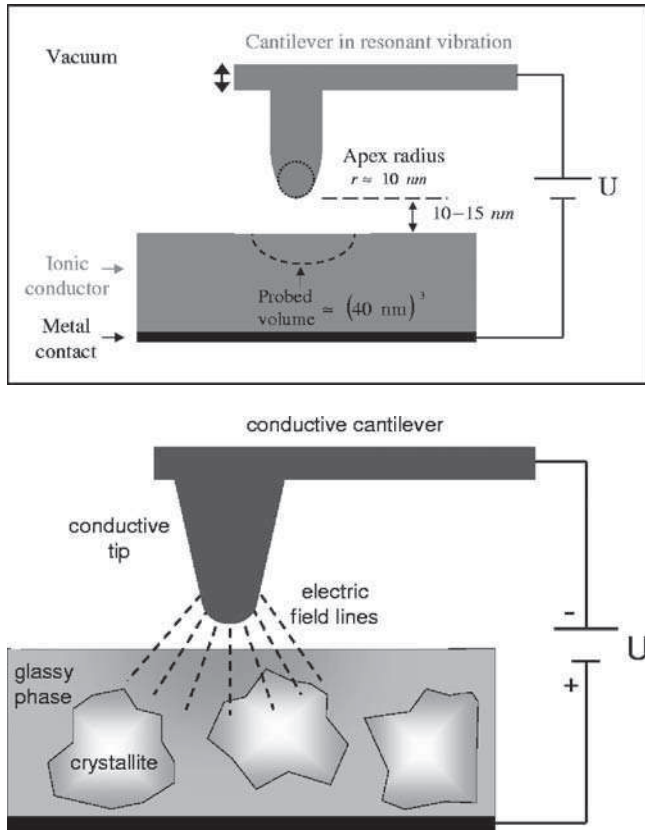 Cantilever in resonant vibration
Vacuum
Apex radius
r ≈ 10 nm
U
10–15 nm
Ionic
conductor
Probed
volume ≈ (40 nm)³
Metal
contact
conductive cantilever
conductive
tip
electric
field lines
-
U
+
glassy
phase
crystallite